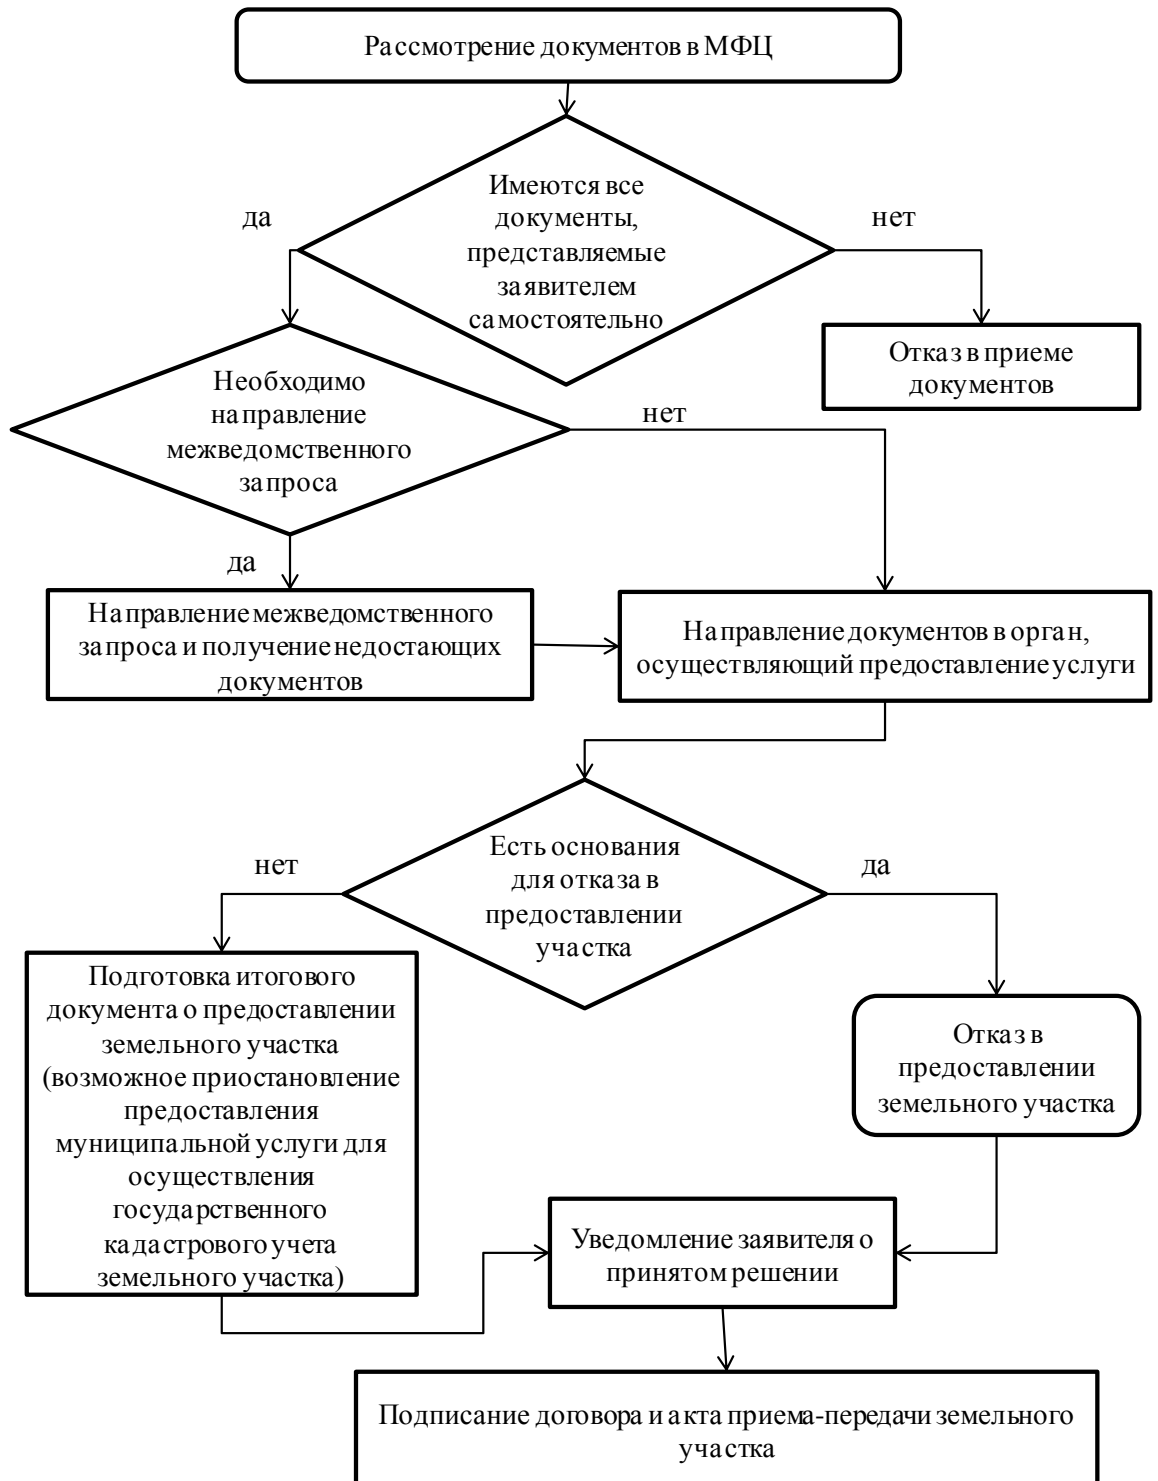 Рассмотрение документов в МФЦ
Имеются все
документы,
представляемые
заявителем
самостоятельно
да
нет
Отказ в приеме
документов
Необходимо
направление
межведомственного
запроса
нет
да
Направление межведомственного
запроса и получение недостающих
документов
Направление документов в орган,
осуществляющий предоставление услуги
Есть основания
для отказа в
предоставлении
участка
нет
да
Подготовка итогового
документа о предоставлении
земельного участка
(возможное приостановление
предоставления
муниципальной услуги для
осуществления
государственного
кадастрового учета
земельного участка)
Отказ в
предоставлении
земельного участка
Уведомление заявителя о
принятом решении
Подписание договора и акта приема-передачи земельного
участка